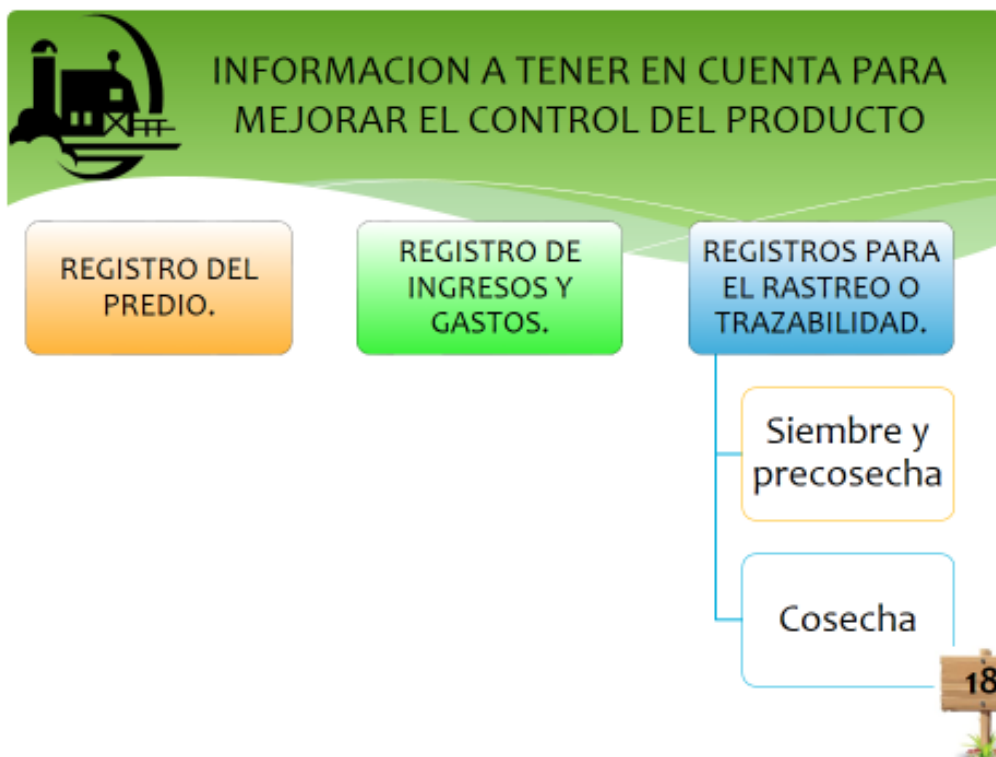 INFORMACION A TENER EN CUENTA PARA
MEJORAR EL CONTROL DEL PRODUCTO
REGISTRO DEL
PREDIO.
REGISTRO DE
INGRESOS Y
GASTOS.
REGISTROS PARA
EL RASTREO O
TRAZABILIDAD.
Siembre y
precosecha
Cosecha
18